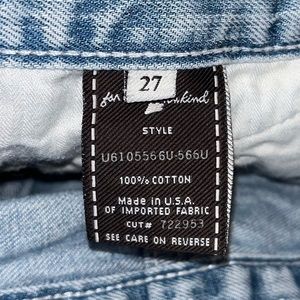 27
for mankind
STYLE
U6105566U-566U
100% COTTON
Made in U.S.A.
OF IMPORTED FABRIC
CUT# 722953
SEE CARE ON REVERSE